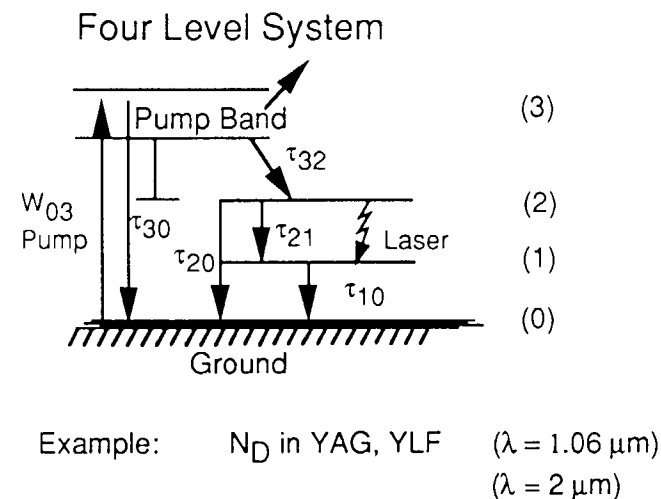 Four Level System
Pump Band
(3)
τ32
W03
Pump
τ30
(2)
τ21
Laser
τ20
(1)
τ10
(0)
Ground
Example: ND in YAG, YLF (λ = 1.06 μm)
(λ = 2 μm)